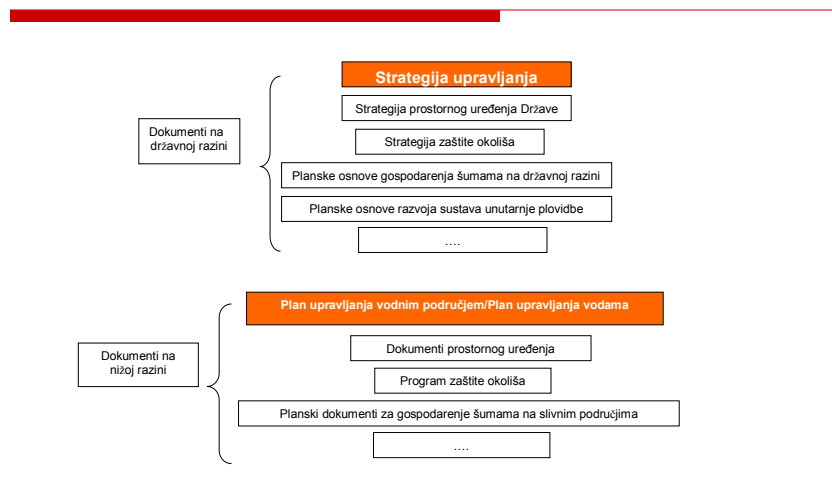 Strategija upravljanja
Strategija prostornog uređenja Države
Dokumenti na
državnoj razini
Strategija zaštite okoliša
Planske osnove gospodarenja šumama na državnoj razini
Planske osnove razvoja sustava unutarnje plovidbe
....
Plan upravljanja vodnim područjem/Plan upravljanja vodama
Dokumenti na
nižoj razini
Dokumenti prostornog uređenja
Program zaštite okoliša
Planski dokumenti za gospodarenje šumama na slivnim područjima
....